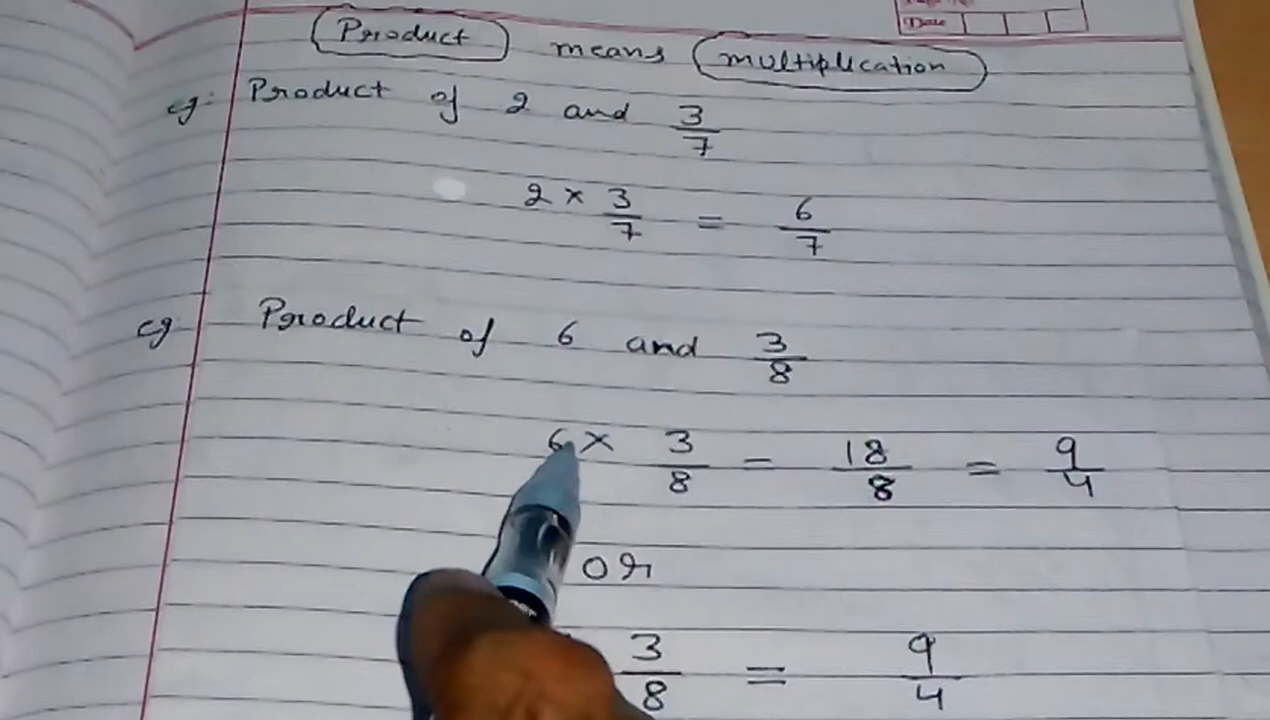 Date
Product means multiplication
eg: Product of 2 and 3/7
2 × 3/7 = 6/7
eg Product of 6 and 3/8
6 × 3/8 = 18/8 = 9/4
or
3/8 = 9/4